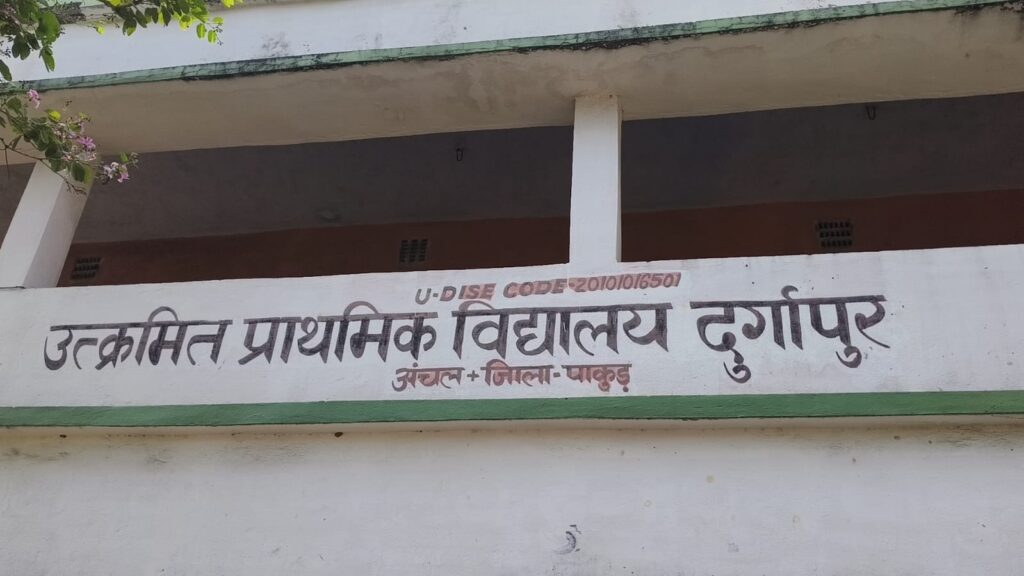 U-DISE CODE-20101016501
उत्क्रमित प्राथमिक विद्यालय दुर्गापुर
अंचल + जिला - पाकुड़